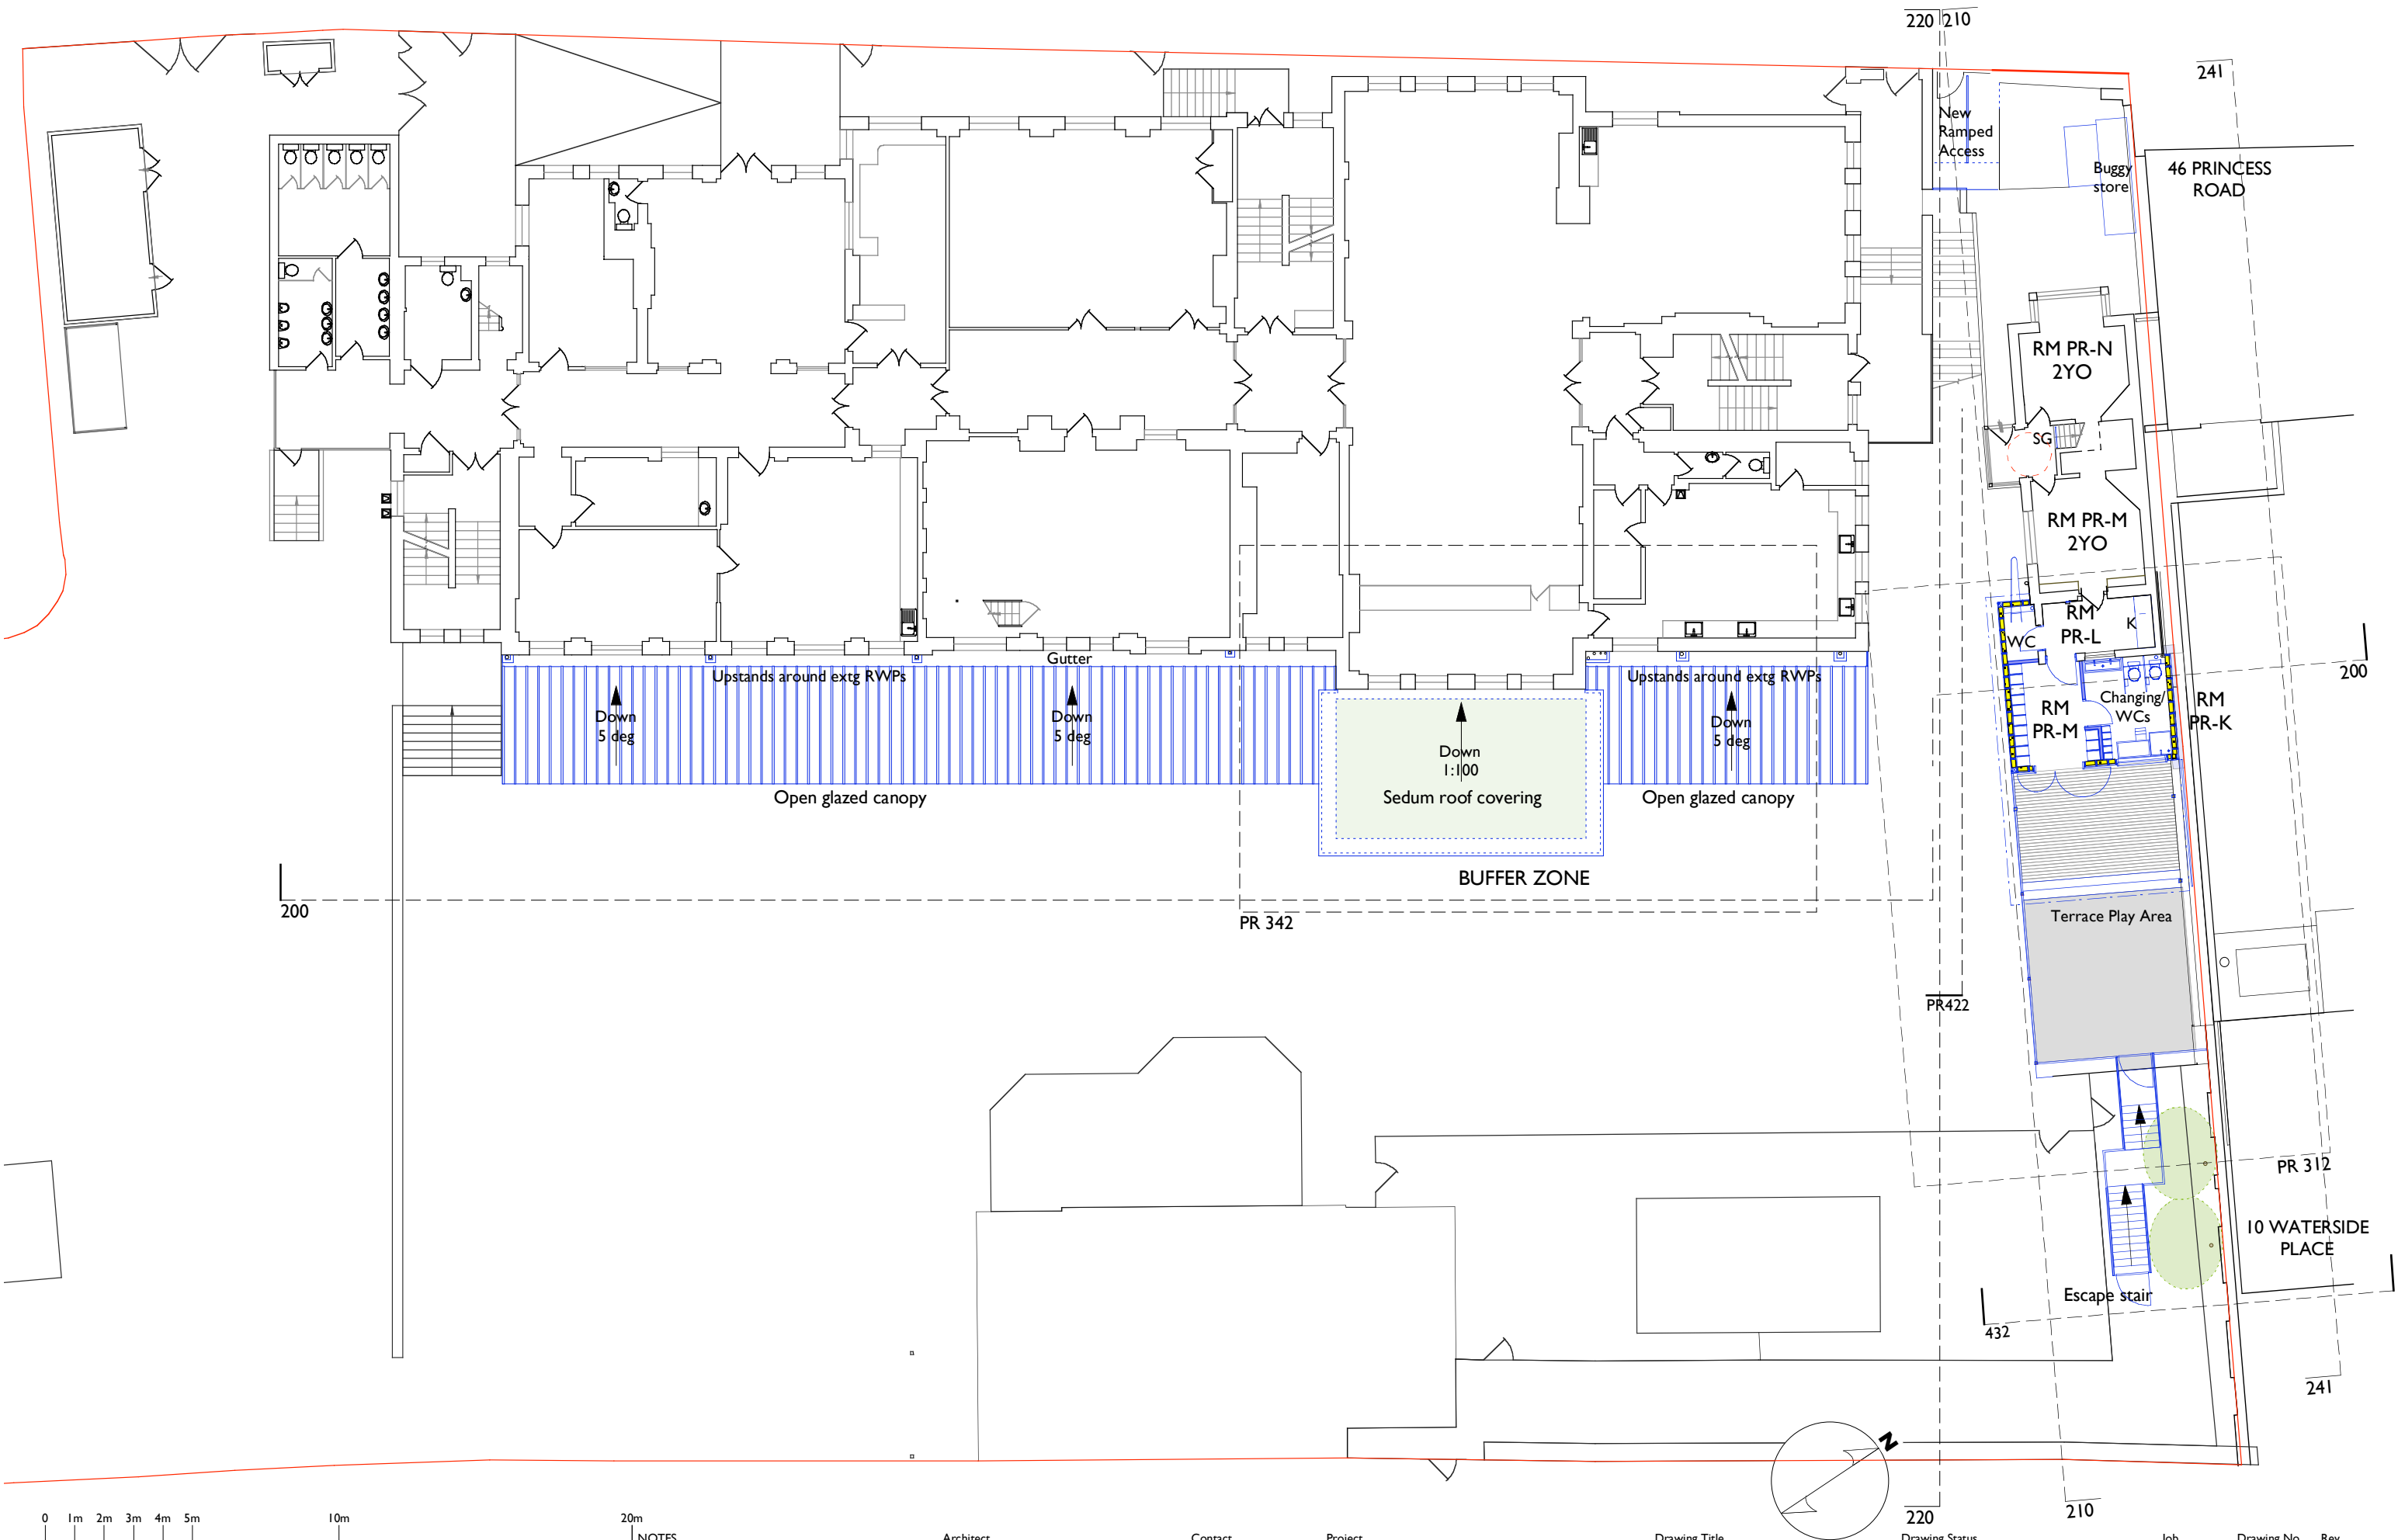 220
210
241
New
Ramped
Access
Buggy
store
46 PRINCESS
ROAD
RM PR-N
2YO
SG
RM PR-M
2YO
RM
PR-L
K
WC
Gutter
Upstands around extg RWPs
Upstands around extg RWPs
200
Changing/
WCs
RM
PR-K
RM
PR-M
Down
5 deg
Down
5 deg
Down
5 deg
Down
1:100
Open glazed canopy
Sedum roof covering
Open glazed canopy
BUFFER ZONE
200
PR 342
Terrace Play Area
PR422
PR 312
10 WATERSIDE
PLACE
Escape stair
432
241
N
220
210
0 1m 2m 3m 4m 5m 10m 20m
NOTES Architect Contact Project Drawing Title Drawing Status Job Drawing No Rev